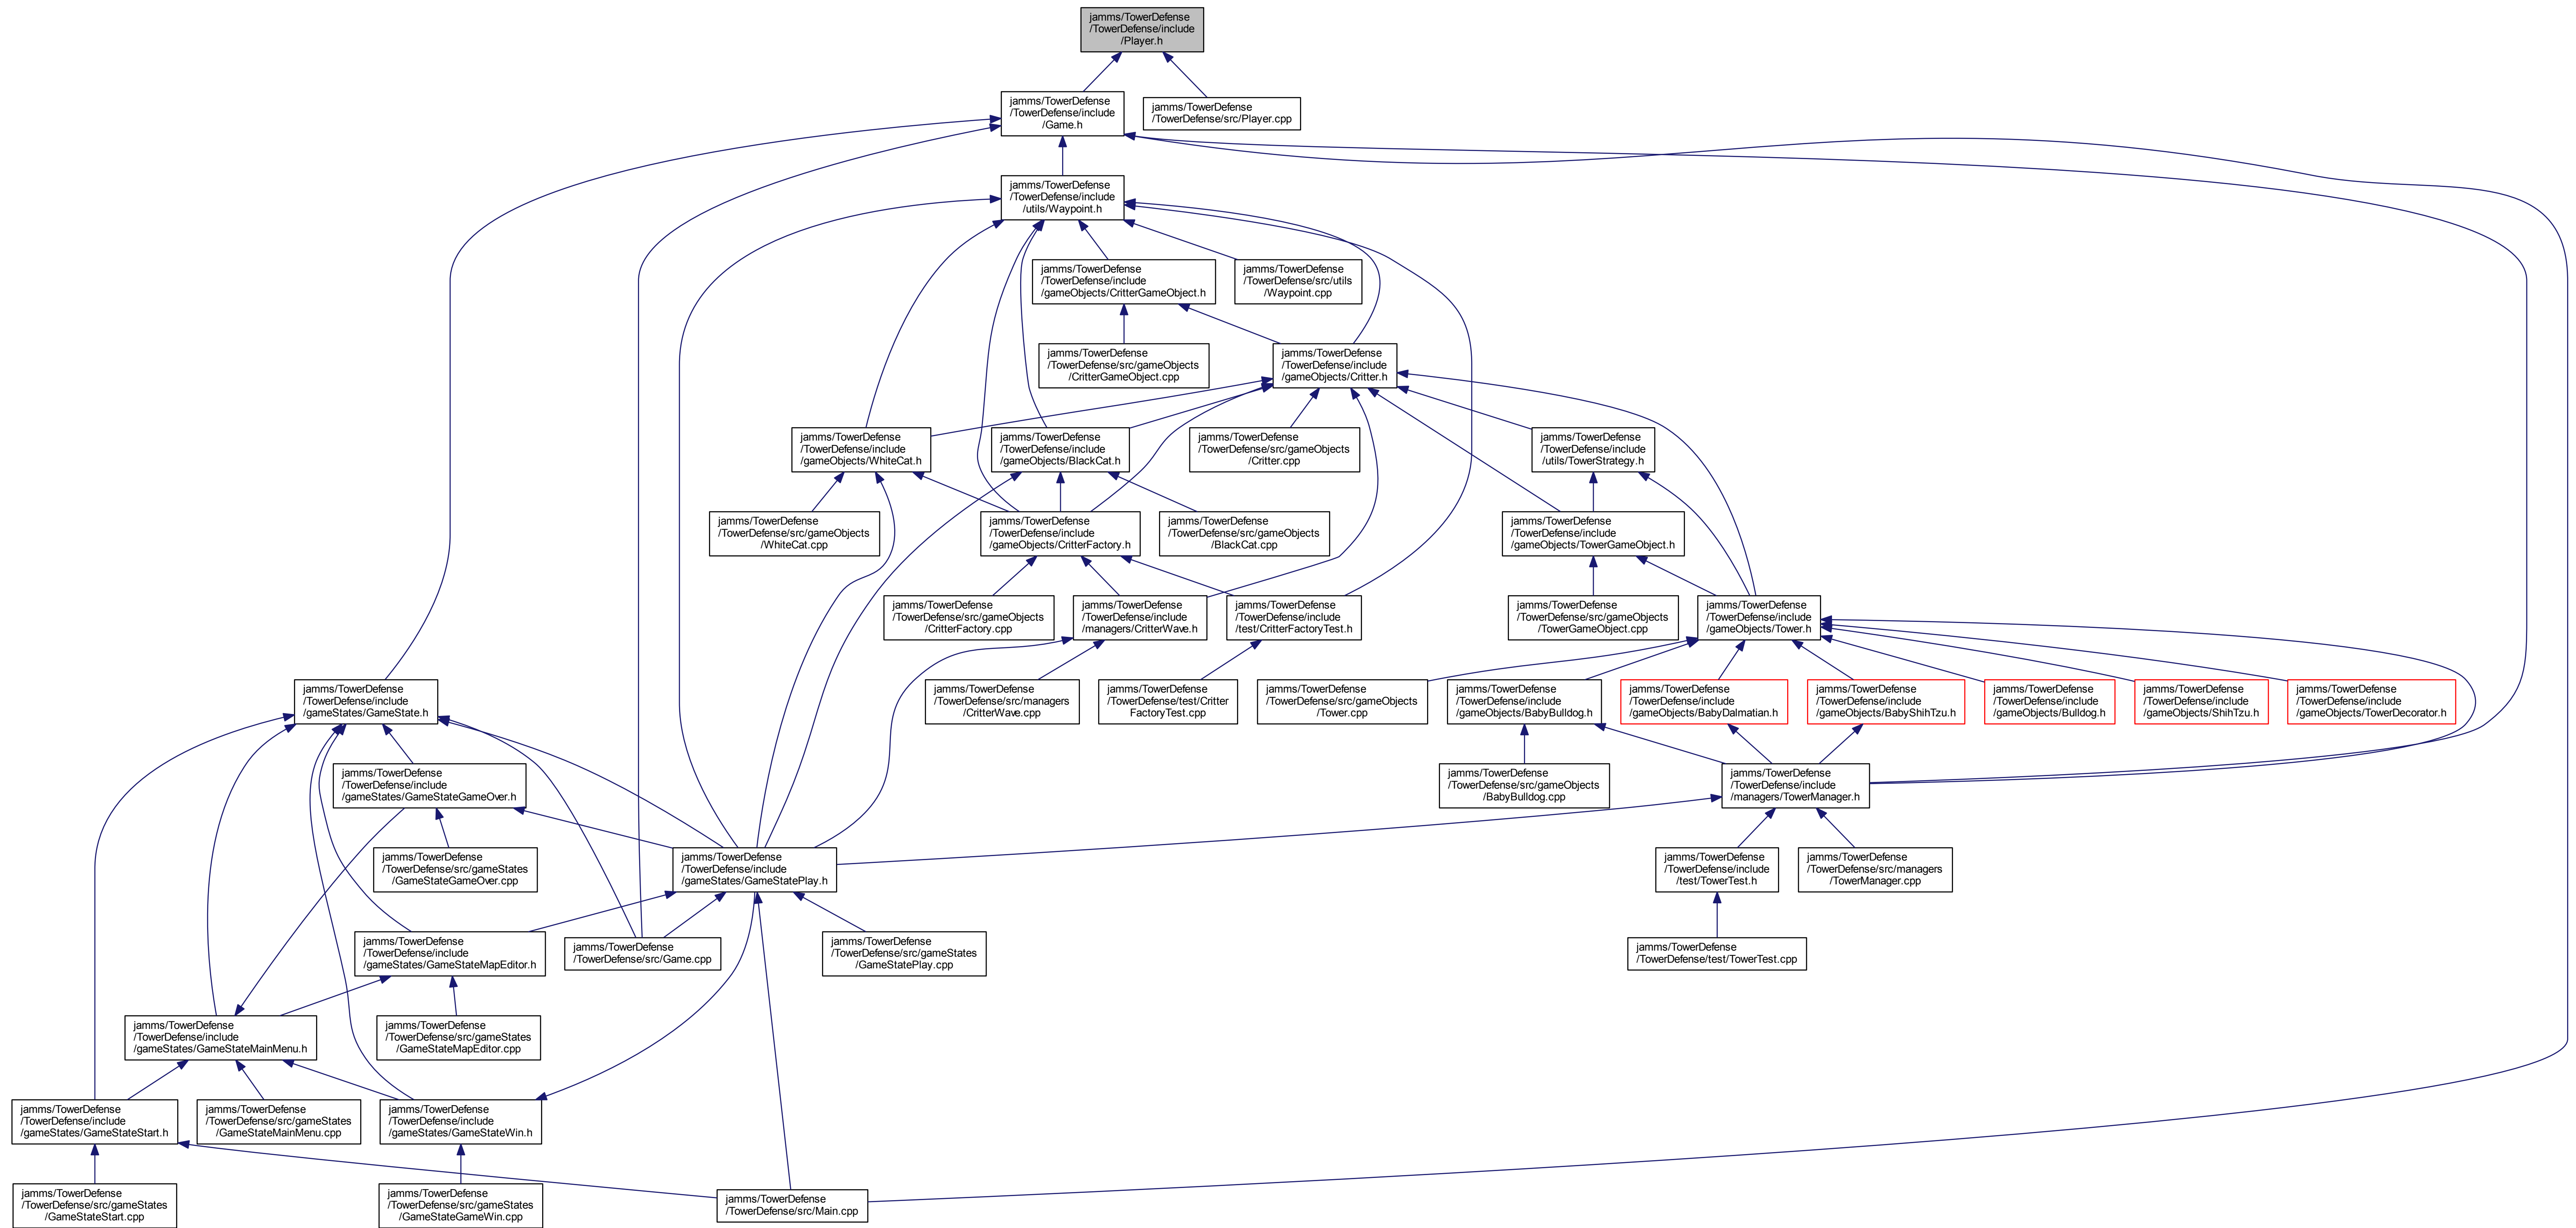 jamms/TowerDefense
/TowerDefense/include
/Player.h
jamms/TowerDefense
/TowerDefense/include
/Game.h
jamms/TowerDefense
/TowerDefense/src/Player.cpp
jamms/TowerDefense
/TowerDefense/include
/utils/Waypoint.h
jamms/TowerDefense
/TowerDefense/include
/gameObjects/CritterGameObject.h
jamms/TowerDefense
/TowerDefense/src/utils
/Waypoint.cpp
jamms/TowerDefense
/TowerDefense/src/gameObjects
/CritterGameObject.cpp
jamms/TowerDefense
/TowerDefense/include
/gameObjects/Critter.h
jamms/TowerDefense
/TowerDefense/include
/gameObjects/WhiteCat.h
jamms/TowerDefense
/TowerDefense/include
/gameObjects/BlackCat.h
jamms/TowerDefense
/TowerDefense/src/gameObjects
/Critter.cpp
jamms/TowerDefense
/TowerDefense/include
/utils/TowerStrategy.h
jamms/TowerDefense
/TowerDefense/src/gameObjects
/WhiteCat.cpp
jamms/TowerDefense
/TowerDefense/include
/gameObjects/CritterFactory.h
jamms/TowerDefense
/TowerDefense/src/gameObjects
/BlackCat.cpp
jamms/TowerDefense
/TowerDefense/include
/gameObjects/TowerGameObject.h
jamms/TowerDefense
/TowerDefense/src/gameObjects
/CritterFactory.cpp
jamms/TowerDefense
/TowerDefense/include
/managers/CritterWave.h
jamms/TowerDefense
/TowerDefense/include
/test/CritterFactoryTest.h
jamms/TowerDefense
/TowerDefense/src/gameObjects
/TowerGameObject.cpp
jamms/TowerDefense
/TowerDefense/include
/gameObjects/Tower.h
jamms/TowerDefense
/TowerDefense/include
/gameStates/GameState.h
jamms/TowerDefense
/TowerDefense/src/managers
/CritterWave.cpp
jamms/TowerDefense
/TowerDefense/test/Critter
FactoryTest.cpp
jamms/TowerDefense
/TowerDefense/src/gameObjects
/Tower.cpp
jamms/TowerDefense
/TowerDefense/include
/gameObjects/BabyBulldog.h
jamms/TowerDefense
/TowerDefense/include
/gameObjects/BabyDalmatian.h
jamms/TowerDefense
/TowerDefense/include
/gameObjects/BabyShihTzu.h
jamms/TowerDefense
/TowerDefense/include
/gameObjects/Bulldog.h
jamms/TowerDefense
/TowerDefense/include
/gameObjects/ShihTzu.h
jamms/TowerDefense
/TowerDefense/include
/gameObjects/TowerDecorator.h
jamms/TowerDefense
/TowerDefense/include
/gameStates/GameStateGameOver.h
jamms/TowerDefense
/TowerDefense/src/gameObjects
/BabyBulldog.cpp
jamms/TowerDefense
/TowerDefense/include
/managers/TowerManager.h
jamms/TowerDefense
/TowerDefense/src/gameStates
/GameStateGameOver.cpp
jamms/TowerDefense
/TowerDefense/include
/gameStates/GameStatePlay.h
jamms/TowerDefense
/TowerDefense/include
/test/TowerTest.h
jamms/TowerDefense
/TowerDefense/src/managers
/TowerManager.cpp
jamms/TowerDefense
/TowerDefense/include
/gameStates/GameStateMapEditor.h
jamms/TowerDefense
/TowerDefense/src/Game.cpp
jamms/TowerDefense
/TowerDefense/src/gameStates
/GameStatePlay.cpp
jamms/TowerDefense
/TowerDefense/test/TowerTest.cpp
jamms/TowerDefense
/TowerDefense/include
/gameStates/GameStateMainMenu.h
jamms/TowerDefense
/TowerDefense/src/gameStates
/GameStateMapEditor.cpp
jamms/TowerDefense
/TowerDefense/include
/gameStates/GameStateStart.h
jamms/TowerDefense
/TowerDefense/src/gameStates
/GameStateMainMenu.cpp
jamms/TowerDefense
/TowerDefense/include
/gameStates/GameStateWin.h
jamms/TowerDefense
/TowerDefense/src/gameStates
/GameStateStart.cpp
jamms/TowerDefense
/TowerDefense/src/gameStates
/GameStateGameWin.cpp
jamms/TowerDefense
/TowerDefense/src/Main.cpp